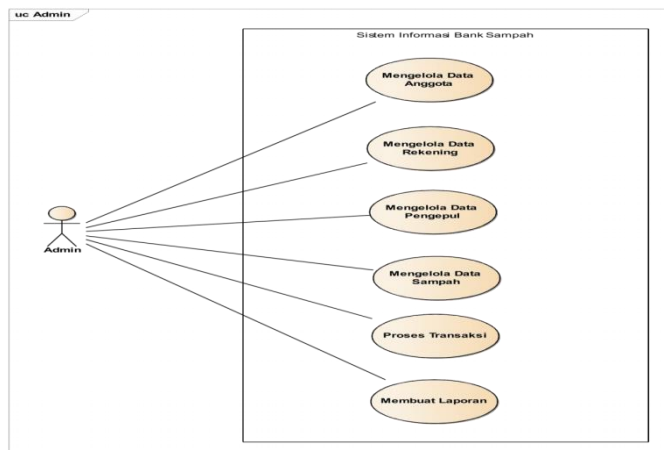 uc Admin
Sistem Informasi Bank Sampah
Mengelola Data
Anggota
Mengelola Data
Rekening
Mengelola Data
Pengepul
Admin
Mengelola Data
Sampah
Proses Transaksi
Membuat Laporan